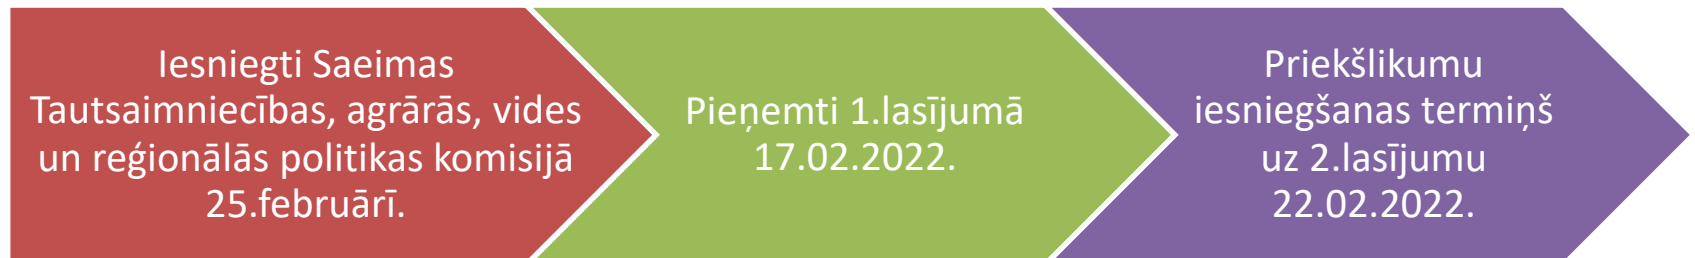 Iesniegti Saeimas
Tautsaimniecības, agrārās, vides
un reģionālās politikas komisijā
25.februārī.
Pieņemti 1.lasījumā
17.02.2022.
Priekšlikumu
iesniegšanas termiņš
uz 2.lasījumu
22.02.2022.